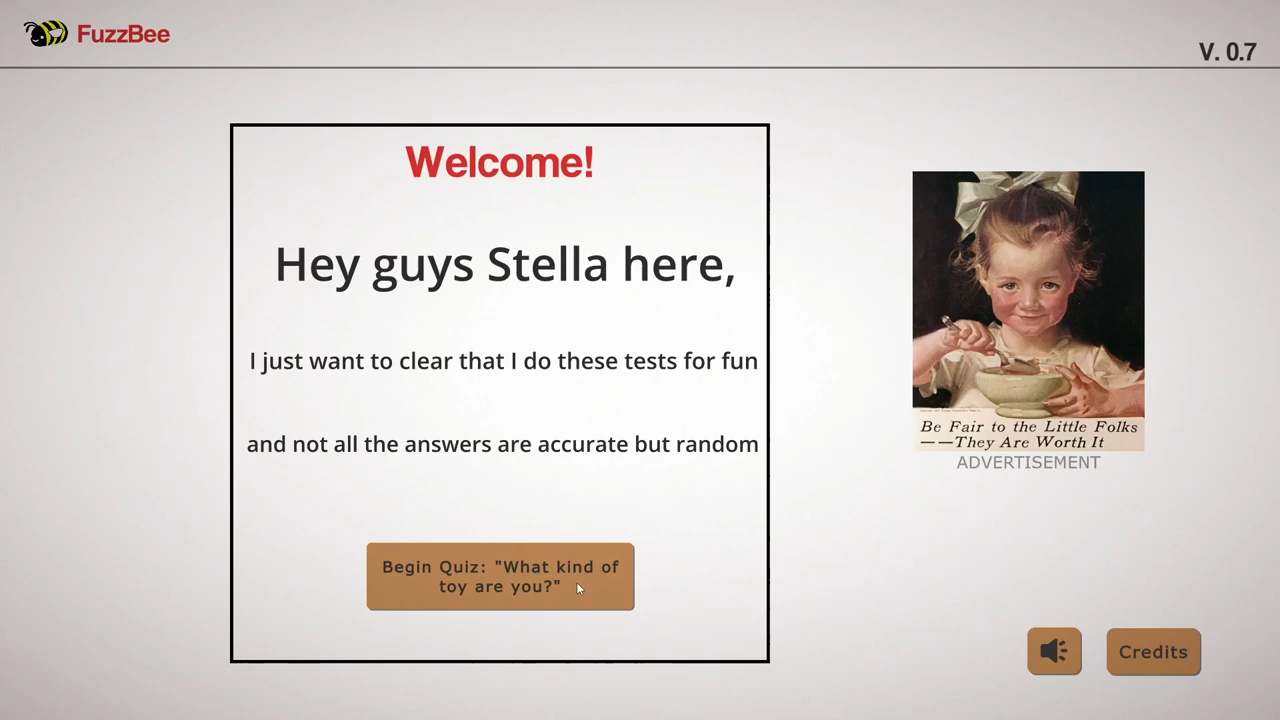 FuzzBee
V. 0.7
Welcome!
Hey guys Stella here,
I just want to clear that I do these tests for fun
and not all the answers are accurate but random
Begin Quiz: "What kind of
toy are you?"
Be Fair to the Little Folks
——They Are Worth It
ADVERTISEMENT
Credits